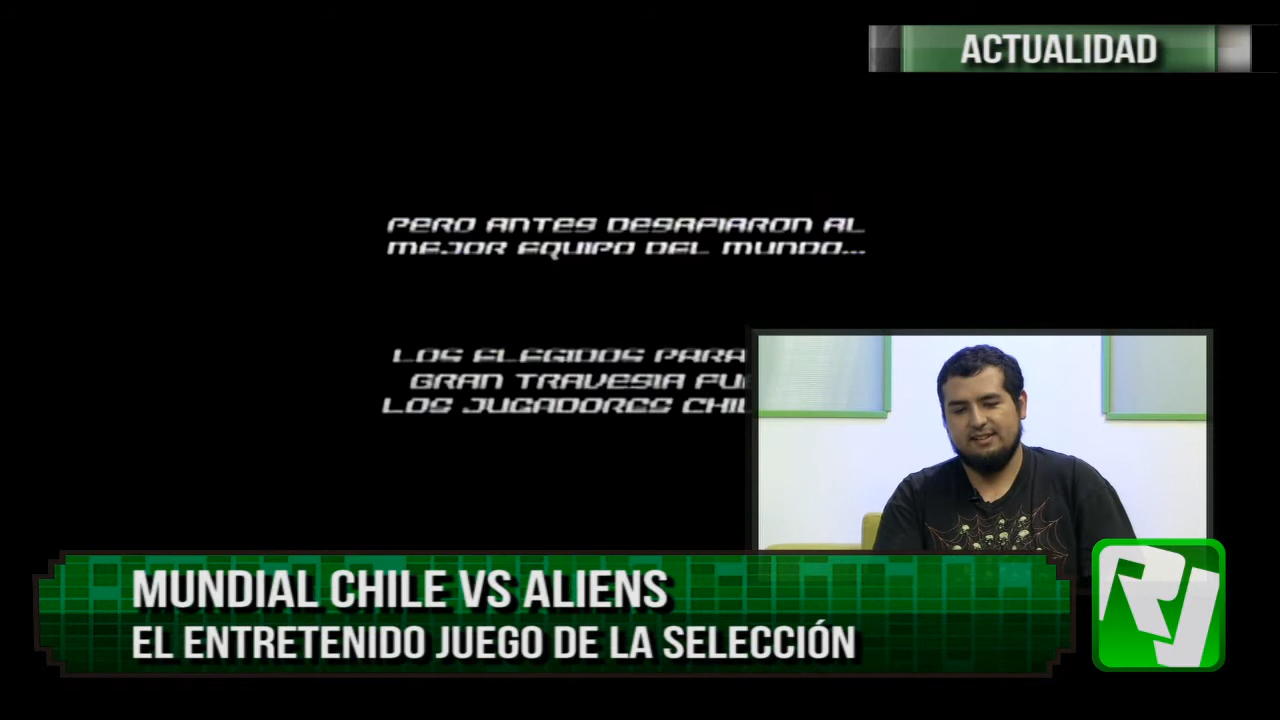 ACTUALIDAD
PERO ANTES DESAFIARON AL
MEJOR EQUIPO DEL MUNDO...
LOS ELEGIDOS PARA
GRAN TRAVESIA
LOS JUGADORES
MUNDIAL CHILE VS ALIENS
EL ENTRETENIDO JUEGO DE LA SELECCIÓN
RJ